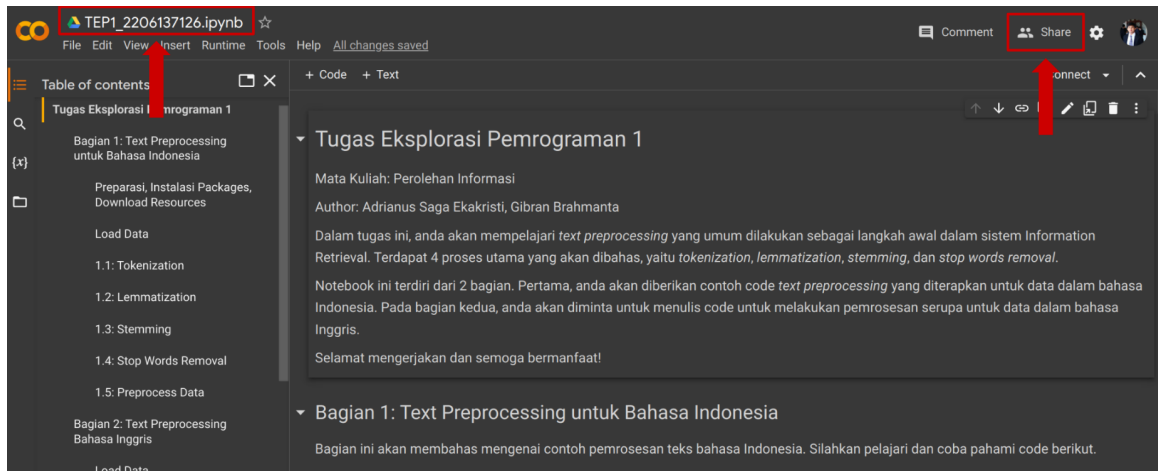 TEP1_2206137126.ipynb
File Edit View Insert Runtime Tools Help All changes saved
Comment
Share
Table of contents
+ Code + Text
Tugas Eksplorasi Pemrograman 1
Bagian 1: Text Preprocessing
untuk Bahasa Indonesia
Preparasi, Instalasi Packages,
Download Resources
Load Data
1.1: Tokenization
1.2: Lemmatization
1.3: Stemming
1.4: Stop Words Removal
1.5: Preprocess Data
Bagian 2: Text Preprocessing
Bahasa Inggris
Load Data
{x}
Tugas Eksplorasi Pemrograman 1
Mata Kuliah: Perolehan Informasi
Author: Adrianus Saga Ekakristi, Gibran Brahmanta
Dalam tugas ini, anda akan mempelajari text preprocessing yang umum dilakukan sebagai langkah awal dalam sistem Information
Retrieval. Terdapat 4 proses utama yang akan dibahas, yaitu tokenization, lemmatization, stemming, dan stop words removal.
Notebook ini terdiri dari 2 bagian. Pertama, anda akan diberikan contoh code text preprocessing yang diterapkan untuk data dalam bahasa
Indonesia. Pada bagian kedua, anda akan diminta untuk menulis code untuk melakukan pemrosesan serupa untuk data dalam bahasa
Inggris.
Selamat mengerjakan dan semoga bermanfaat!
Bagian 1: Text Preprocessing untuk Bahasa Indonesia
Bagian ini akan membahas mengenai contoh pemrosesan teks bahasa Indonesia. Silahkan pelajari dan coba pahami code berikut.